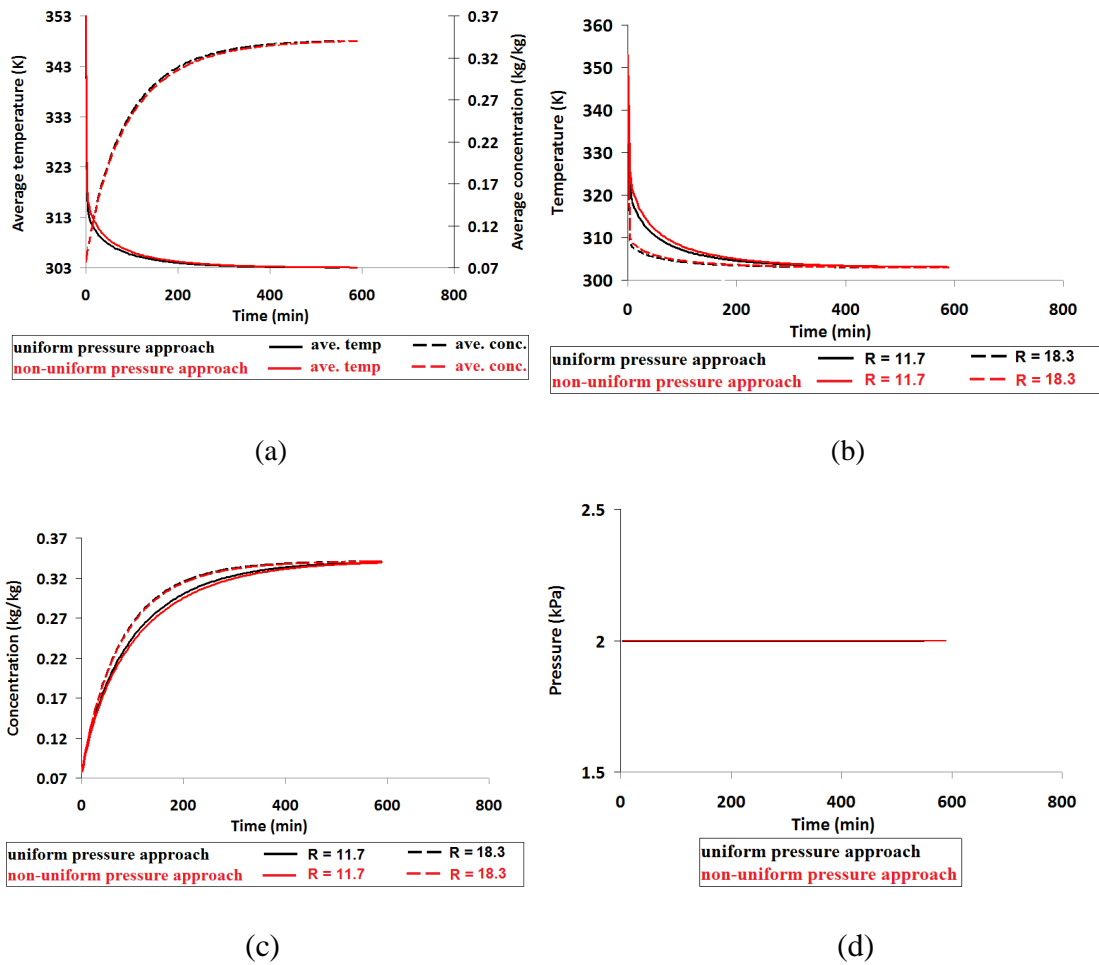 353
343
333
323
313
303
Average temperature (K)
0.37
0.32
0.27
0.22
0.17
0.12
0.07
Average concentration (kg/kg)
0 200 400 600 800
Time (min)
uniform pressure approach ave. temp ave. conc.
non-uniform pressure approach ave. temp ave. conc.
(a)
360
350
340
330
320
310
300
Temperature (K)
0 200 400 600 800
Time (min)
uniform pressure approach R = 11.7 R = 18.3
non-uniform pressure approach R = 11.7 R = 18.3
(b)
0.37
0.32
0.27
0.22
0.17
0.12
0.07
Concentration (kg/kg)
0 200 400 600 800
Time (min)
uniform pressure approach R = 11.7 R = 18.3
non-uniform pressure approach R = 11.7 R = 18.3
(c)
2.5
2
1.5
Pressure (kPa)
0 200 400 600 800
Time (min)
uniform pressure approach
non-uniform pressure approach
(d)